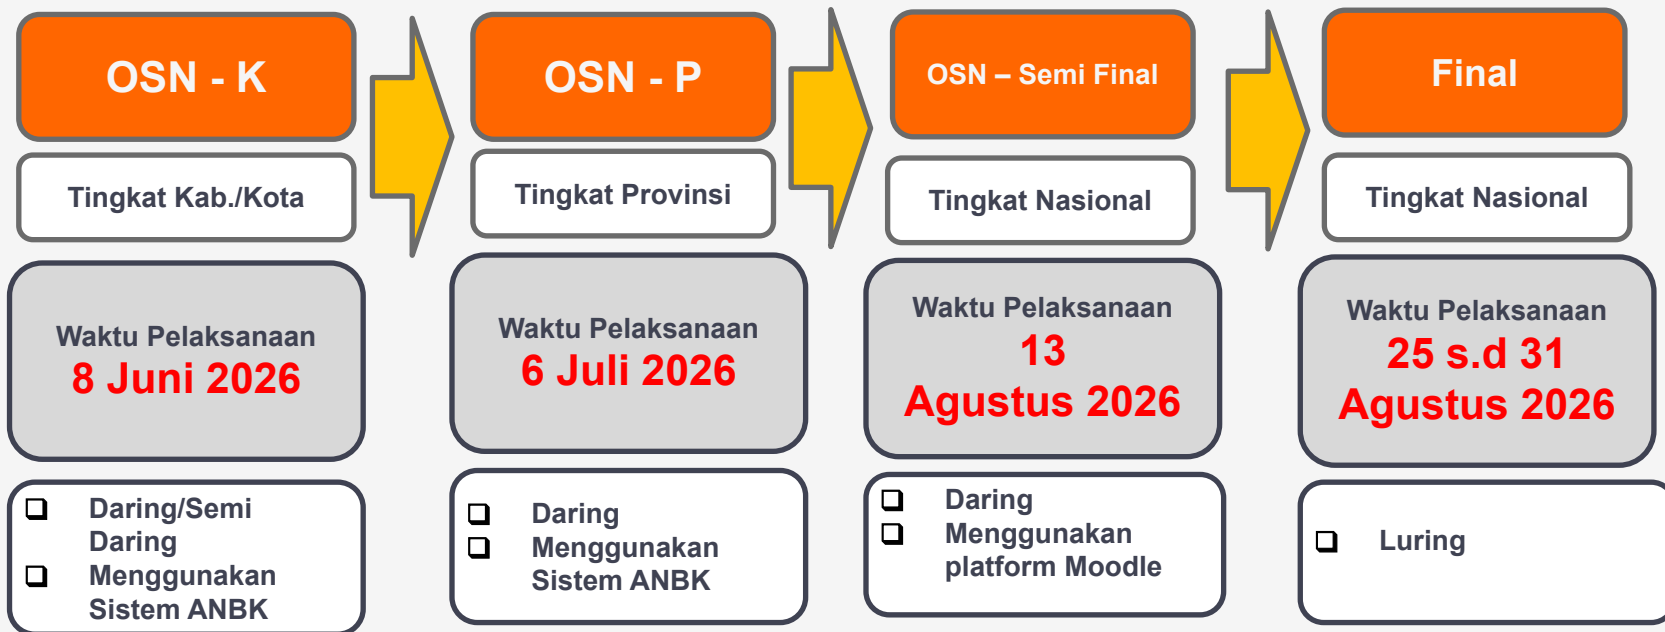 OSN - K
Tingkat Kab./Kota
Waktu Pelaksanaan
8 Juni 2026
Daring/Semi
Daring
Menggunakan
Sistem ANBK
OSN - P
Tingkat Provinsi
Waktu Pelaksanaan
6 Juli 2026
Daring
Menggunakan
Sistem ANBK
OSN – Semi Final
Tingkat Nasional
Waktu Pelaksanaan
13
Agustus 2026
Daring
Menggunakan
platform Moodle
Final
Tingkat Nasional
Waktu Pelaksanaan
25 s.d 31
Agustus 2026
Luring